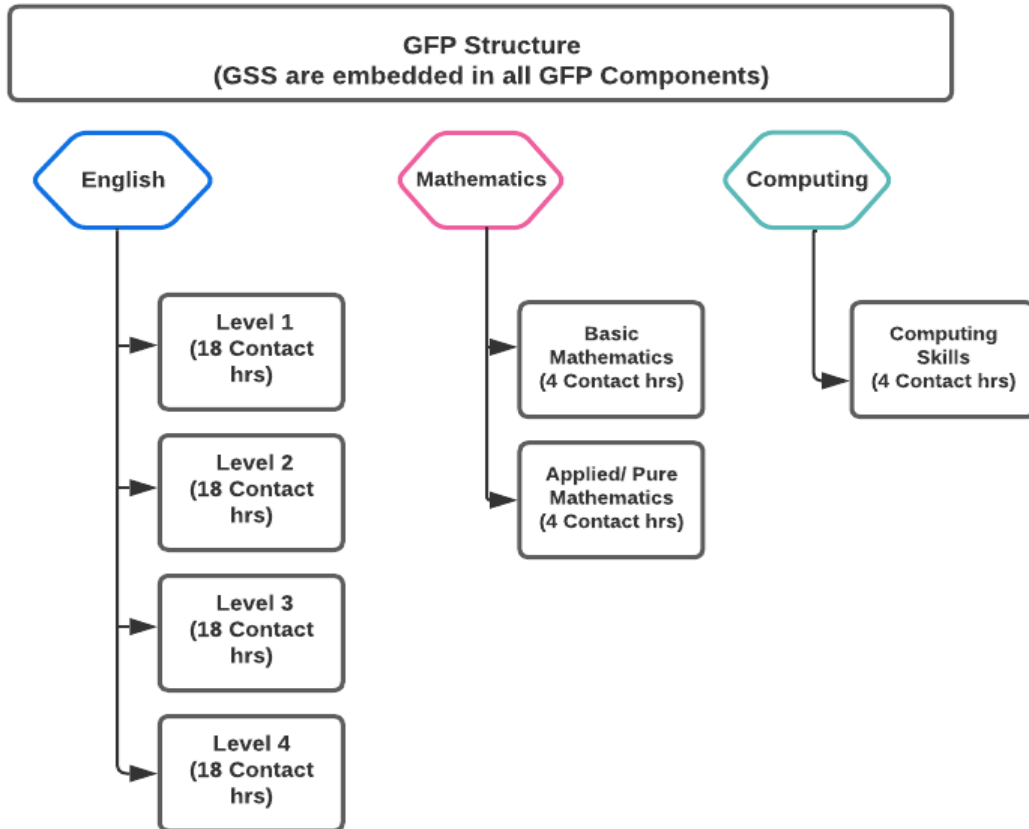 GFP Structure
(GSS are embedded in all GFP Components)
English
Mathematics
Computing
Level 1
(18 Contact
hrs)
Level 2
(18 Contact
hrs)
Level 3
(18 Contact
hrs)
Level 4
(18 Contact
hrs)
Basic
Mathematics
(4 Contact hrs)
Applied/ Pure
Mathematics
(4 Contact hrs)
Computing
Skills
(4 Contact hrs)